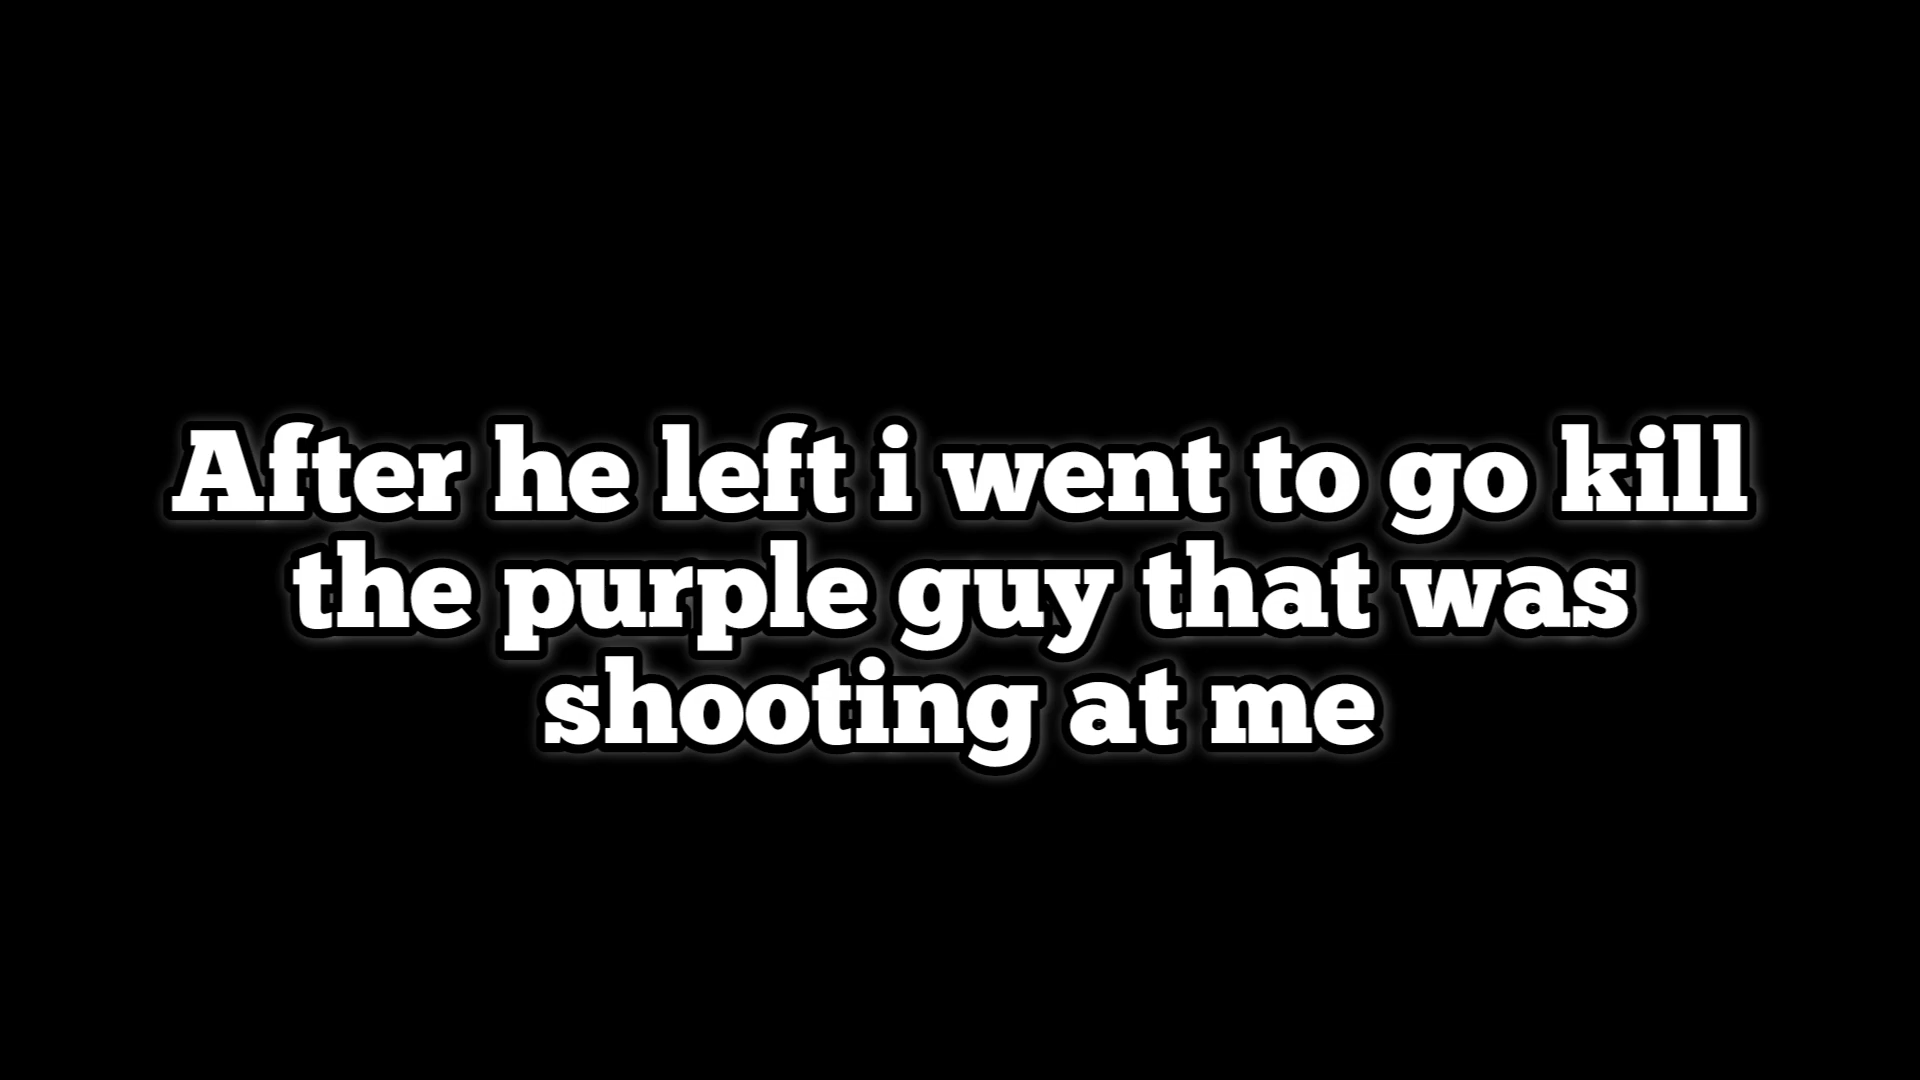 After he left i went to go kill
the purple guy that was
shooting at me